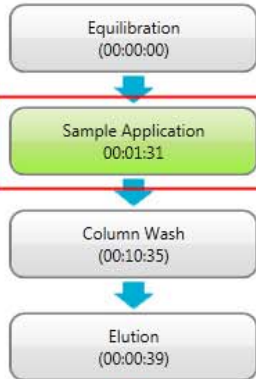 Equilibration
(00:00:00)
Sample Application
00:01:31
Column Wash
(00:10:35)
Elution
(00:00:39)